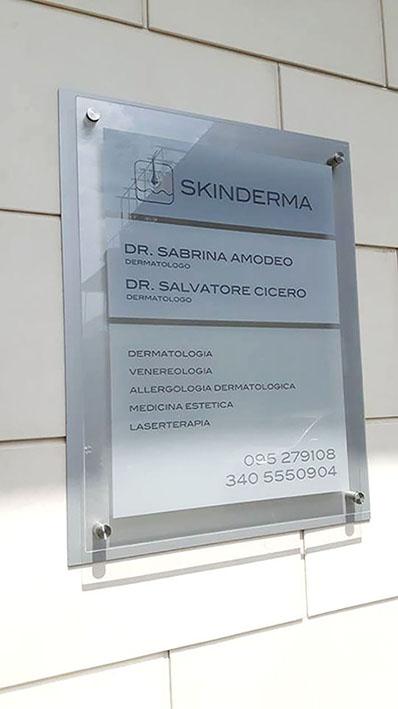 SKINDERMA
DR. SABRINA AMODEO
DERMATOLOGO
DR. SALVATORE CICERO
DERMATOLOGO
DERMATOLOGIA
VENEREOLOGIA
ALLERGOLOGIA DERMATOLOGICA
MEDICINA ESTETICA
LASERTERAPIA
095 279108
340 5550904